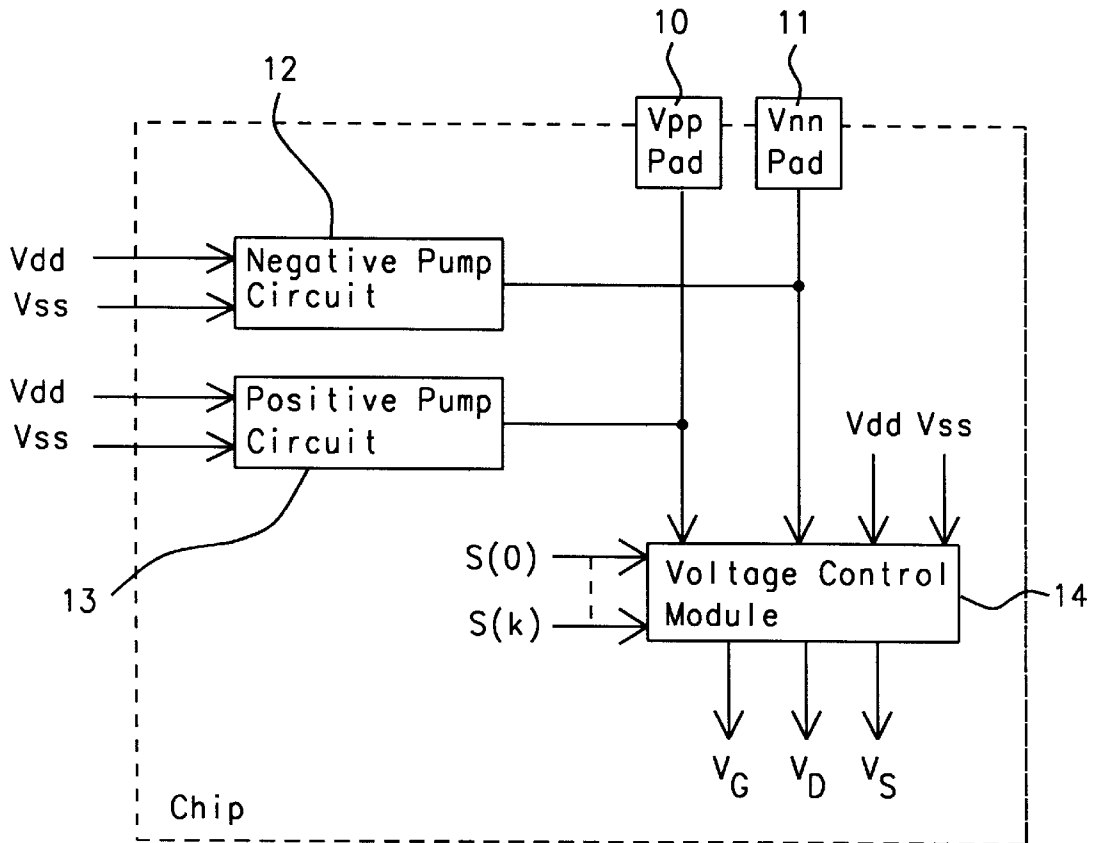 10
11
12
Vpp
Pad
Vnn
Pad
Vdd
Vss
Negative Pump
Circuit
Vdd
Vss
Positive Pump
Circuit
Vdd Vss
S(0)
S(k)
Voltage Control
Module
13
14
VG
VD
VS
Chip